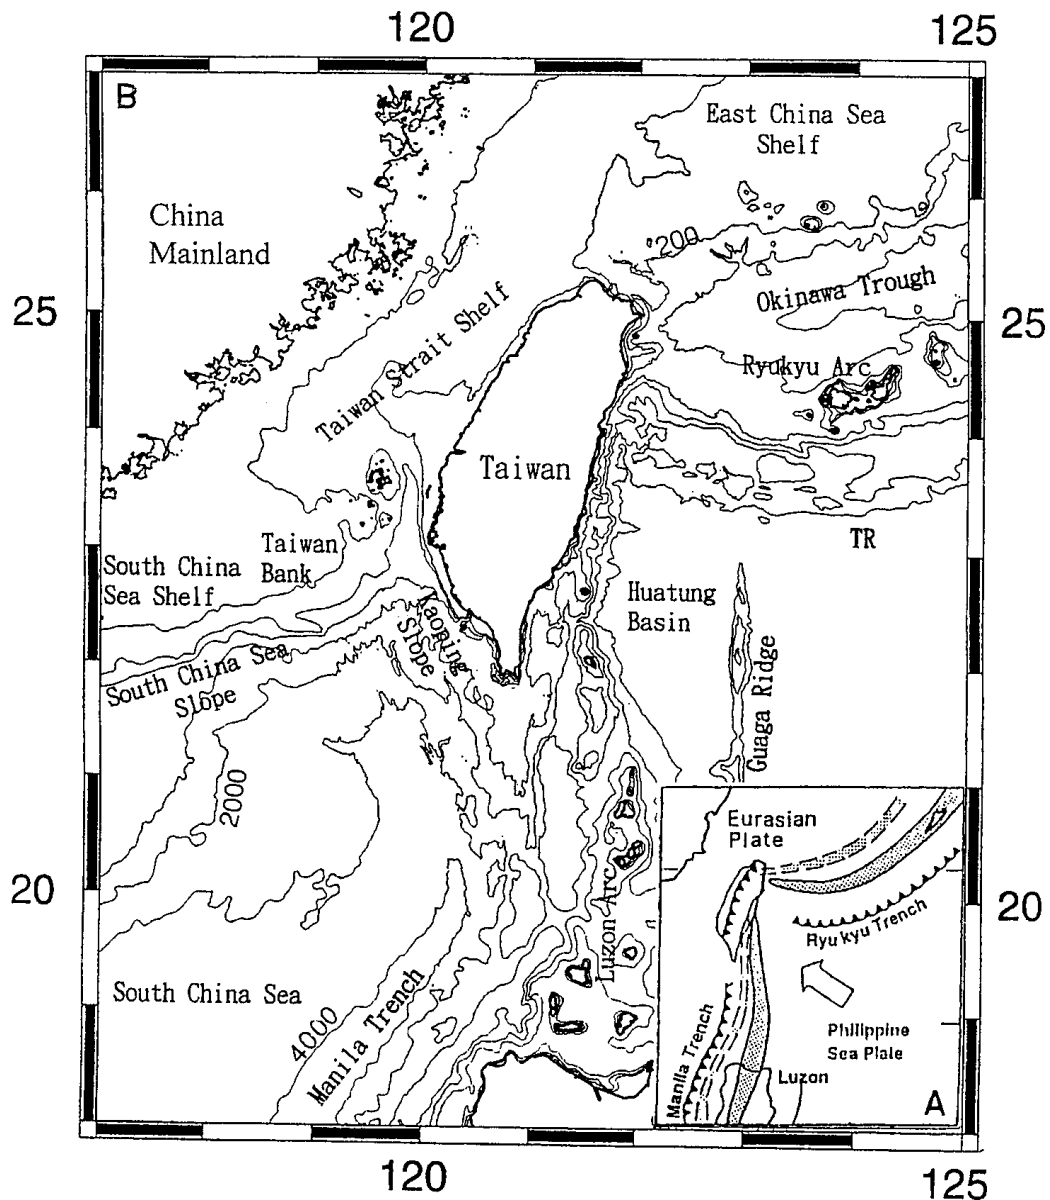 120
125
B
East China Sea
Shelf
China
Mainland
200
Okinawa Trough
25
25
Taiwan Strait Shelf
Ryukyu Arc
Taiwan
TR
Taiwan
Bank
South China
Sea Shelf
Huatung
Basin
Kaoping
Slope
South China Sea
Slope
Guaga Ridge
2000
Eurasian
Plate
20
20
Ryukyu Trench
Luzon Arc
South China Sea
4000
Manila Trench
Philippine
Sea Plate
Manila Trench
Luzon
A
120
125